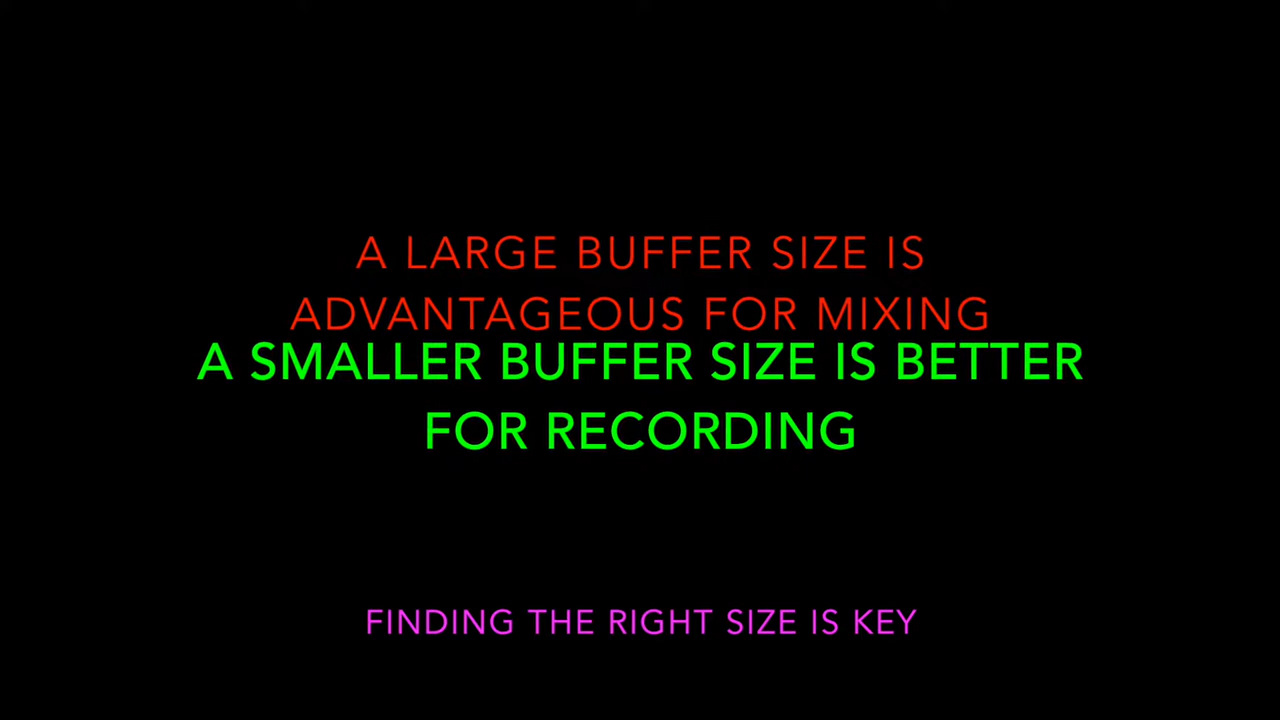 A LARGE BUFFER SIZE IS
ADVANTAGEOUS FOR MIXING
A SMALLER BUFFER SIZE IS BETTER
FOR RECORDING
FINDING THE RIGHT SIZE IS KEY